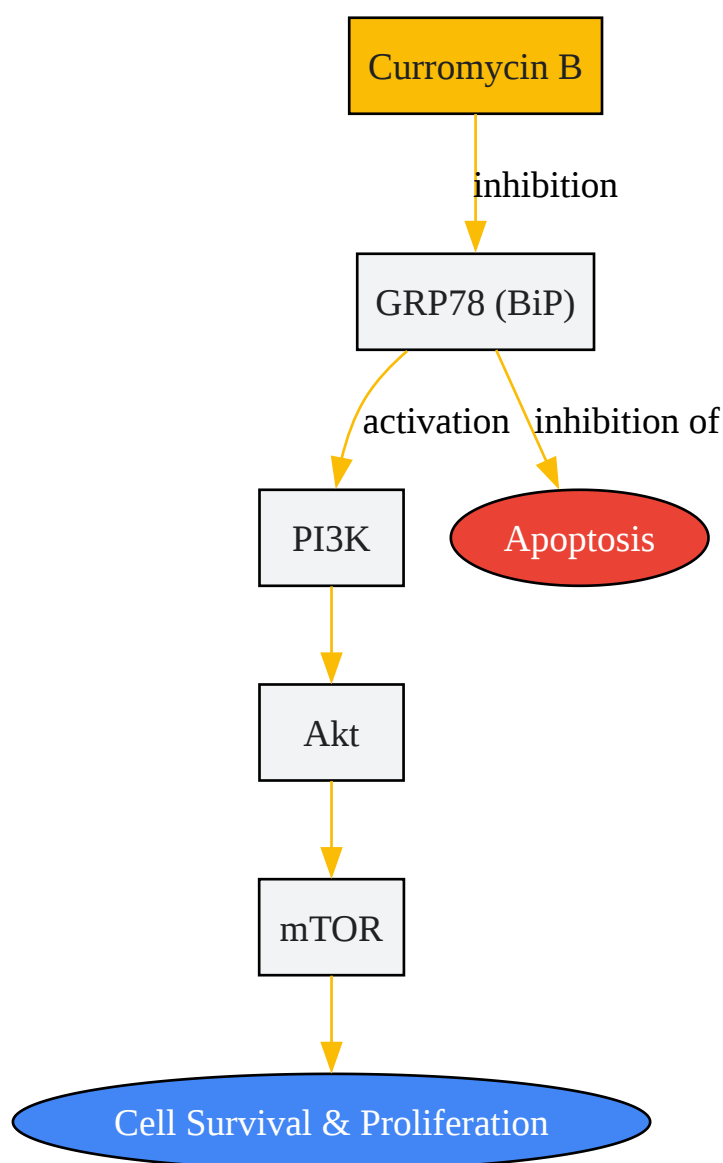 Curromycin B
inhibition
GRP78 (BiP)
activation
inhibition of
PI3K
Apoptosis
Akt
mTOR
Cell Survival & Proliferation